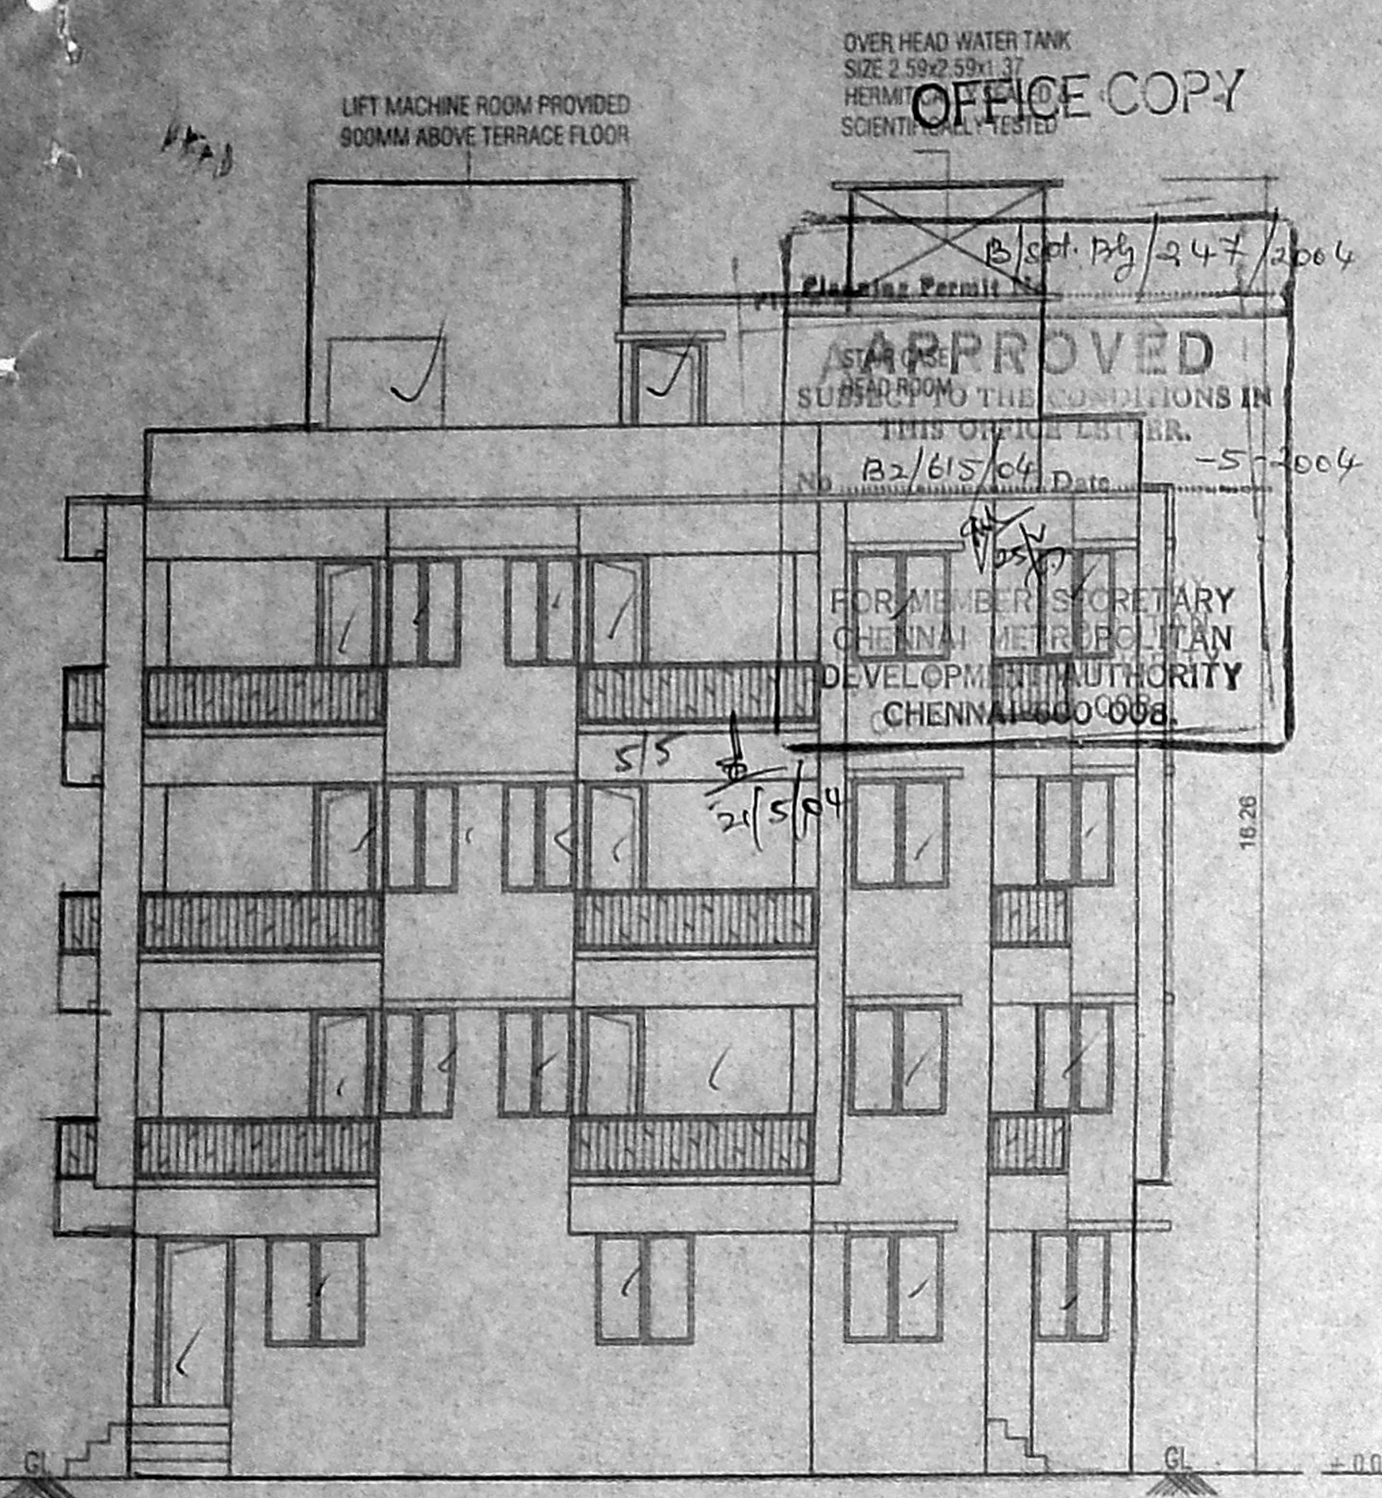 OVER HEAD WATER TANK
SIZE 2.59x2.59x1.37
HERMITICALLY SEALED &
SCIENTIFICALLY TESTED
OFFICE COPY
LIFT MACHINE ROOM PROVIDED
900MM ABOVE TERRACE FLOOR
B/Spl. Bg/247/2004
Planning Permit No
APPROVED
STAIR CASE
HEAD ROOM
SUBJECT TO THE CONDITIONS IN
THIS OFFICE LETTER.
No B2/615/04 Date -5-2004
FOR MEMBER SECRETARY
CHENNAI METROPOLITAN
DEVELOPMENT AUTHORITY
CHENNAI-600 008.
5/5
21/5/04
16.26
GL
GL